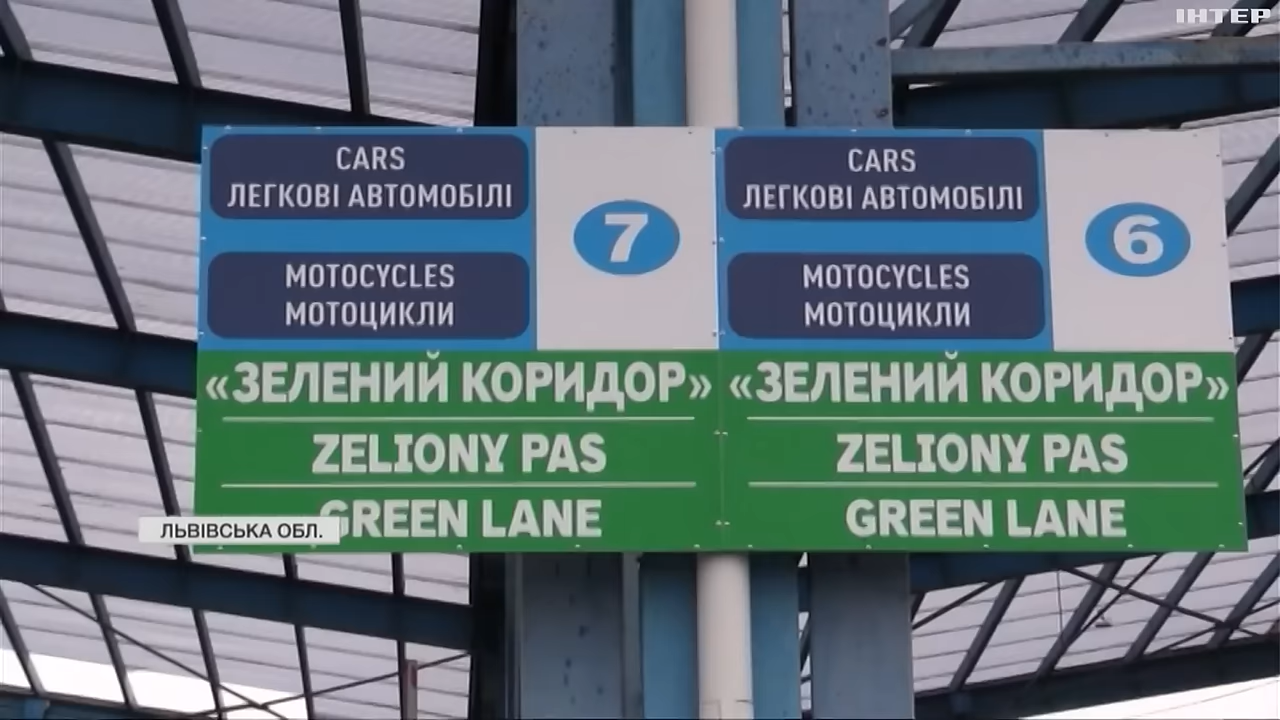 ІНТЕР
CARS
ЛЕГКОВІ АВТОМОБІЛІ
7
MOTOCYCLES
МОТОЦИКЛИ
«ЗЕЛЕНИЙ КОРИДОР»
ZELIONY PAS
GREEN LANE
CARS
ЛЕГКОВІ АВТОМОБІЛІ
6
MOTOCYCLES
МОТОЦИКЛИ
«ЗЕЛЕНИЙ КОРИДОР»
ZELIONY PAS
GREEN LANE
ЛЬВІВСЬКА ОБЛ.